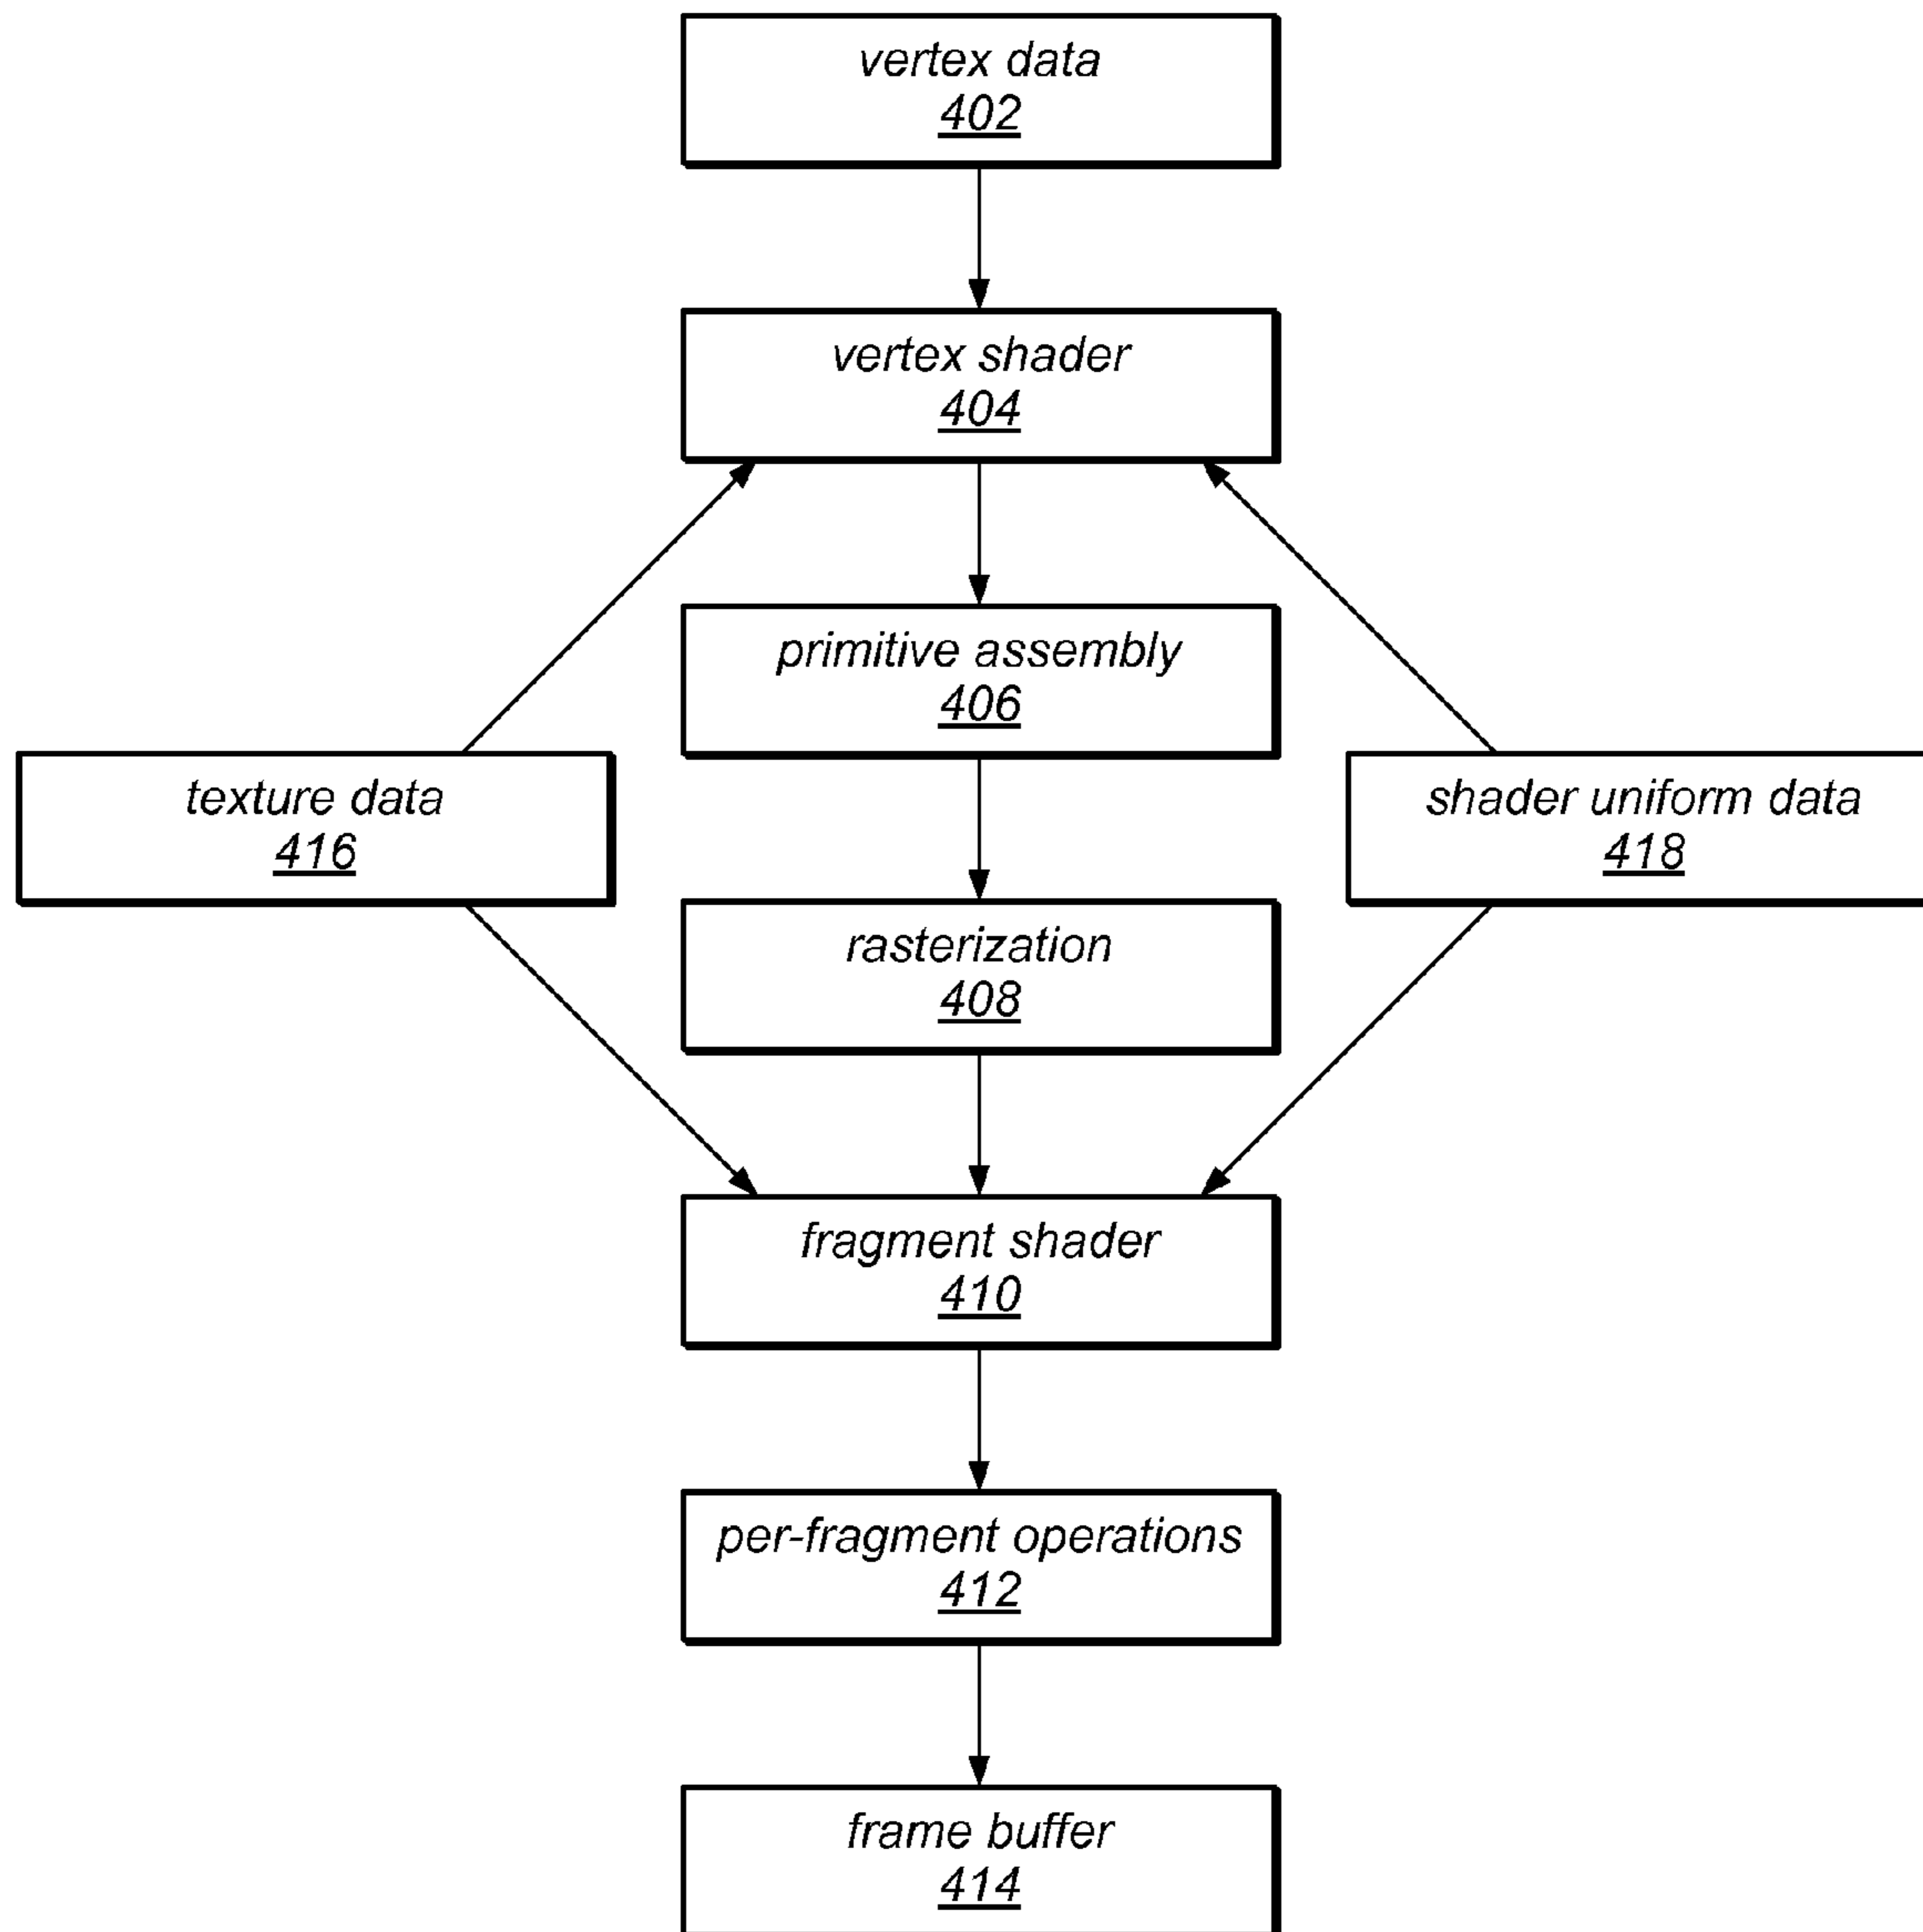 vertex data
402
vertex shader
404
primitive assembly
406
texture data
416
shader uniform data
418
rasterization
408
fragment shader
410
per-fragment operations
412
frame buffer
414